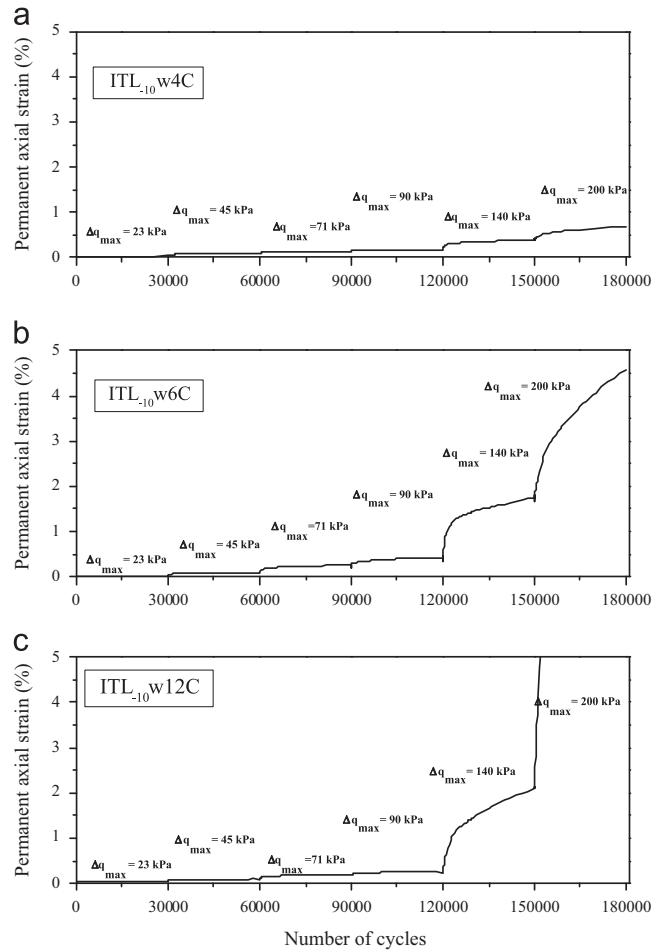 a
Permanent axial strain (%)
5
4
3
2
1
0
ITL-10w4C
Δqmax = 23 kPa
Δqmax = 45 kPa
Δqmax =71 kPa
Δqmax = 90 kPa
Δqmax = 140 kPa
Δqmax = 200 kPa
0 30000 60000 90000 120000 150000 180000
b
Permanent axial strain (%)
5
4
3
2
1
0
ITL-10w6C
Δqmax = 23 kPa
Δqmax = 45 kPa
Δqmax =71 kPa
Δqmax = 90 kPa
Δqmax = 140 kPa
Δqmax = 200 kPa
0 30000 60000 90000 120000 150000 180000
c
Permanent axial strain (%)
5
4
3
2
1
0
ITL-10w12C
Δqmax = 23 kPa
Δqmax = 45 kPa
Δqmax =71 kPa
Δqmax = 90 kPa
Δqmax = 140 kPa
Δqmax = 200 kPa
0 30000 60000 90000 120000 150000 180000
Number of cycles